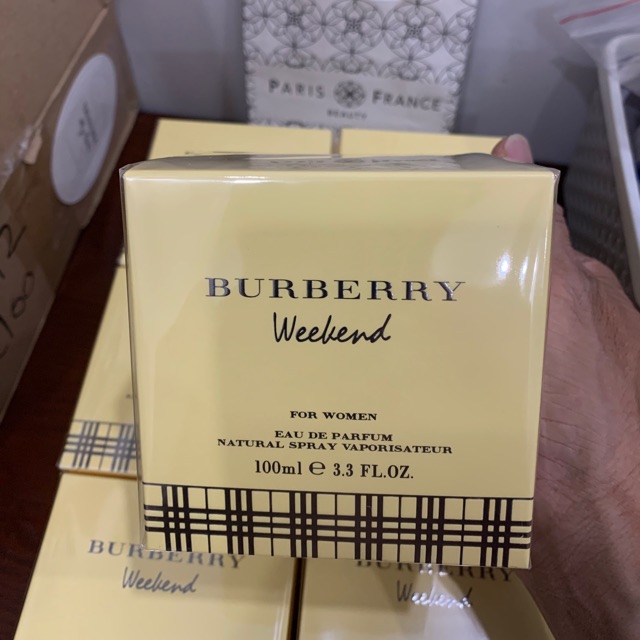 PARIS FRANCE
BEAUTY
BURBERRY
Weekend
FOR WOMEN
EAU DE PARFUM
NATURAL SPRAY VAPORISATEUR
100ml e 3.3 FL.OZ.
BURBERRY
Weekend
BURBERRY
Weekend